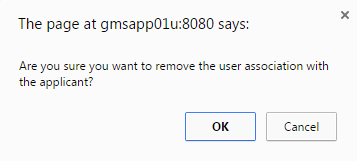 The page at gmsapp01u:8080 says:
Are you sure you want to remove the user association with
the applicant?
OK
Cancel